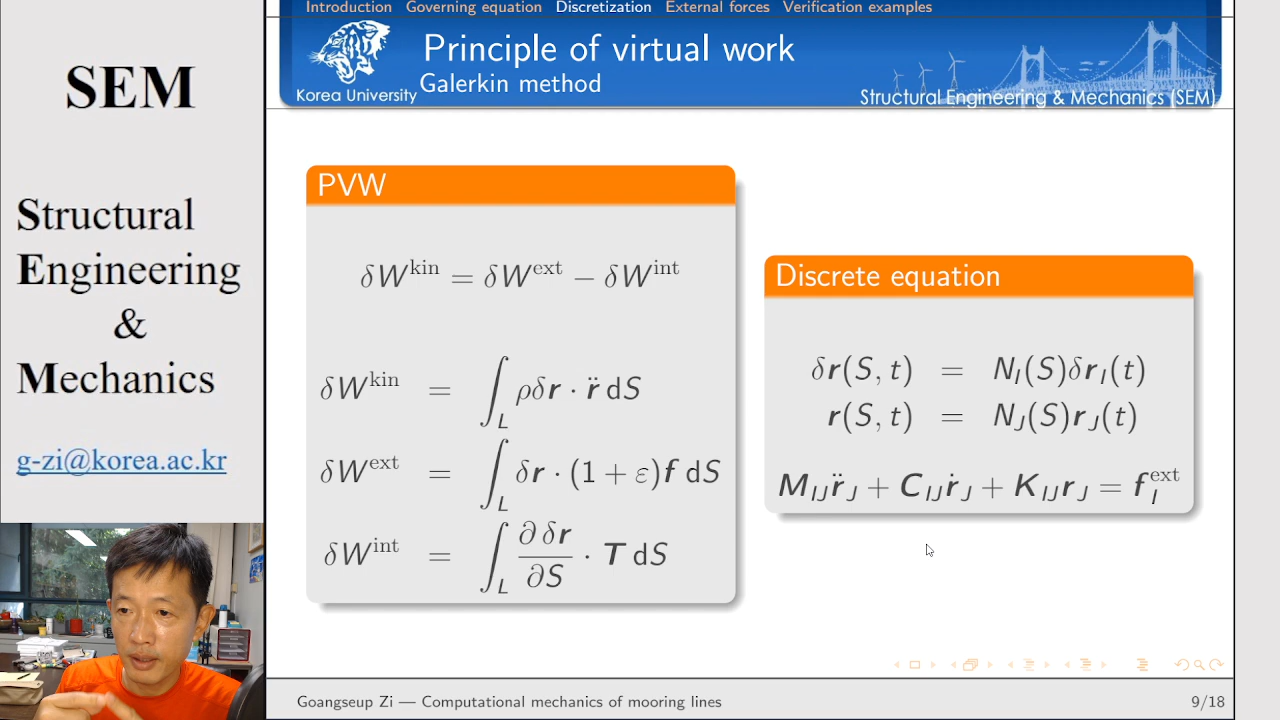 Introduction Governing equation Discretization External forces Verification examples
Principle of virtual work
Galerkin method
Korea University
Structural Engineering & Mechanics (SEM)
SEM
Structural
Engineering
&
Mechanics
g-zi@korea.ac.kr
PVW
δW^kin = δW^ext − δW^int
δW^kin = ∫_L ρδr · r̈ dS
δW^ext = ∫_L δr · (1 + ε)f dS
δW^int = ∫_L ∂ δr/∂S · T dS
Discrete equation
δr(S, t) = N_I(S)δr_I(t)
r(S, t) = N_J(S)r_J(t)
M_IJ r̈_J + C_IJ ṙ_J + K_IJ r_J = f_I^ext
Goangseup Zi — Computational mechanics of mooring lines
9/18